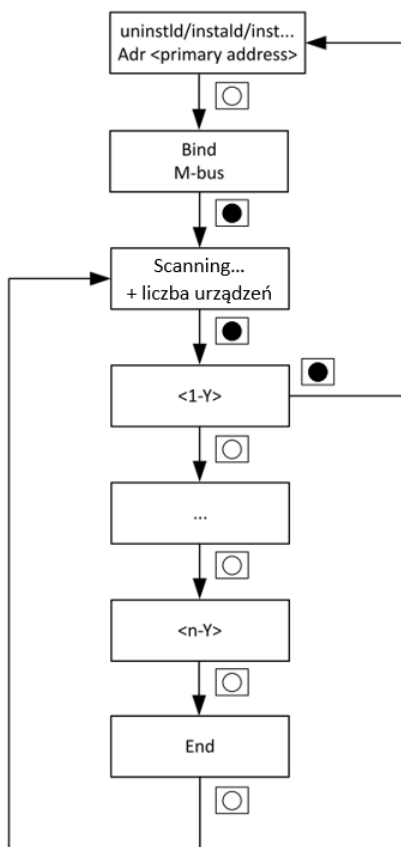 uninstld/instald/inst...
Adr <primary address>
Bind
M-bus
Scanning...
+ liczba urządzeń
<1-Y>
...
<n-Y>
End